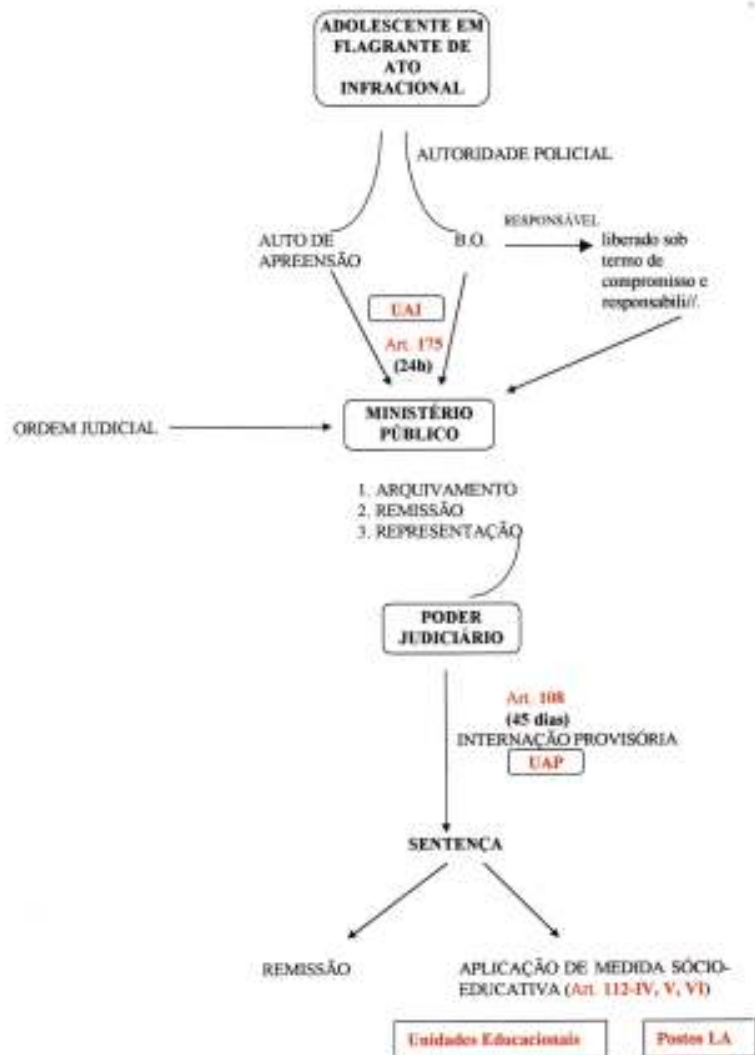 ADOLESCENTE EM
FLAGRANTE DE
ATO
INFRACIONAL
AUTORIDADE POLICIAL
AUTO DE
APREENSÃO
B.O.
RESPONSÁVEL
liberado sob
termo de
compromisso e
responsabili//.
UAI
Art. 175
(24h)
ORDEM JUDICIAL
MINISTÉRIO
PÚBLICO
1. ARQUIVAMENTO
2. REMISSÃO
3. REPRESENTAÇÃO
PODER
JUDICIÁRIO
Art. 108
(45 dias)
INTERNAÇÃO PROVISÓRIA
UAP
SENTENÇA
REMISSÃO
APLICAÇÃO DE MEDIDA SÓCIO-
EDUCATIVA (Art. 112-IV, V, VI)
Unidades Educacionais
Postos LA